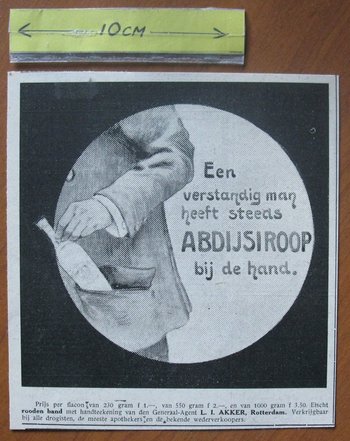 10CM
Een
verstandig man
heeft steeds
ABDIJSIROOP
bij de hand.
Prijs per flacon van 230 gram f 1.—, van 550 gram f 2.—, en van 1000 gram f 3.50. Eischt
rooden band met handteekening van den Generaal-Agent L. I. AKKER, Rotterdam. Verkrijgbaar
bij alle drogisten, de meeste apothekers en de bekende wederverkoopers.